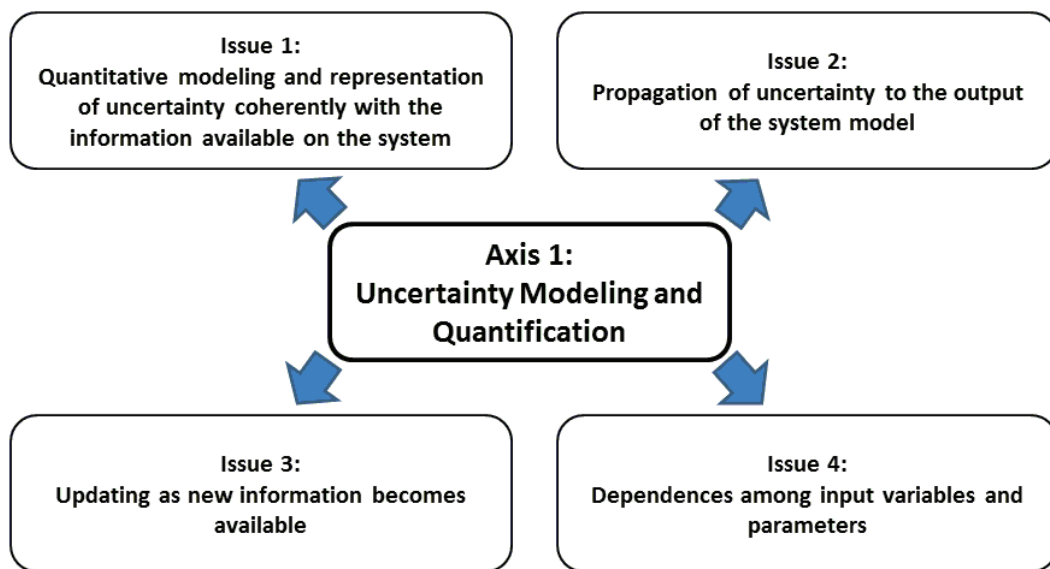 Issue 1:
Quantitative modeling and representation
of uncertainty coherently with the
information available on the system
Issue 2:
Propagation of uncertainty to the output
of the system model
Axis 1:
Uncertainty Modeling and
Quantification
Issue 3:
Updating as new information becomes
available
Issue 4:
Dependences among input variables and
parameters